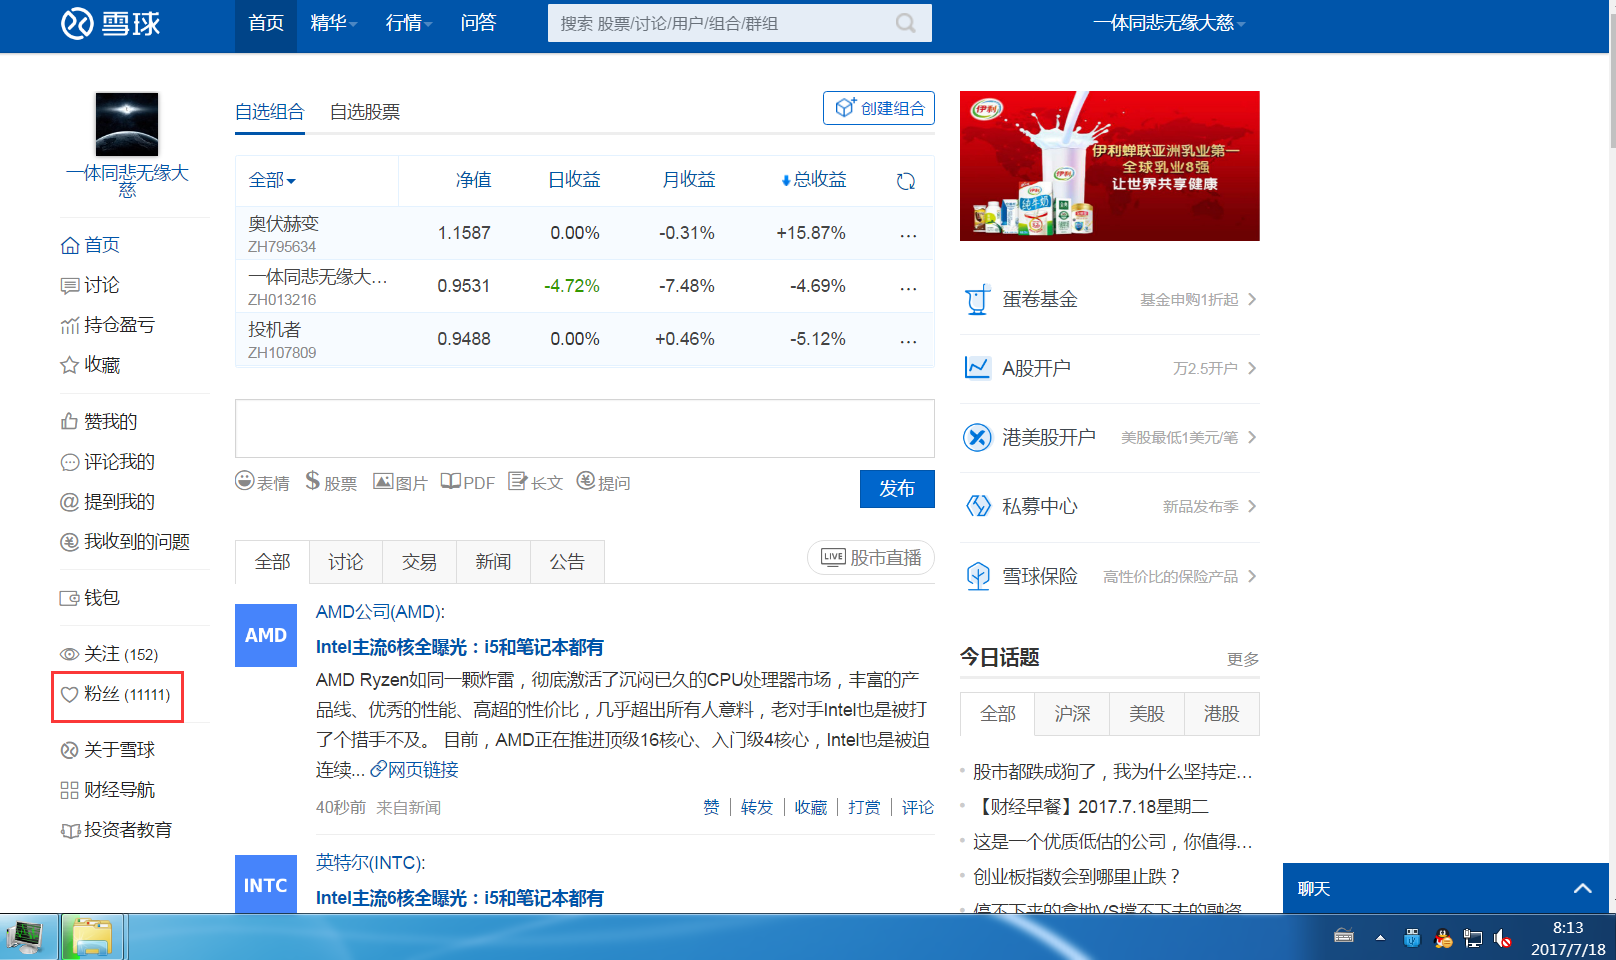 雪球
首页
精华
行情
问答
搜索 股票/讨论/用户/组合/群组
一体同悲无缘大慈
一体同悲无缘大
慈
首页
讨论
持仓盈亏
收藏
赞我的
评论我的
提到我的
我收到的问题
钱包
关注 (152)
粉丝 (11111)
关于雪球
财经导航
投资者教育
自选组合
自选股票
创建组合
全部 净值 日收益 月收益 总收益
奥伏赫变 1.1587 0.00% -0.31% +15.87% ...
ZH795634
一体同悲无缘大... 0.9531 -4.72% -7.48% -4.69% ...
ZH013216
投机者 0.9488 0.00% +0.46% -5.12% ...
ZH107809
表情 股票 图片 PDF 长文 提问
发布
全部 讨论 交易 新闻 公告
LIVE 股市直播
AMD
AMD公司(AMD):
Intel主流6核全曝光：i5和笔记本都有
AMD Ryzen如同一颗炸雷，彻底激活了沉闷已久的CPU处理器市场，丰富的产
品线、优秀的性能、高超的性价比，几乎超出所有人意料，老对手Intel也是被打
了个措手不及。 目前，AMD正在推进顶级16核心、入门级4核心，Intel也是被迫
连续... 网页链接
40秒前 来自新闻
赞 转发 收藏 打赏 评论
INTC
英特尔(INTC):
Intel主流6核全曝光：i5和笔记本都有
伊利
伊利蝉联亚洲乳业第一
全球乳业8强
让世界共享健康
伊利
纯牛奶
蛋卷基金 基金申购1折起
A股开户 万2.5开户
港美股开户 美股最低1美元/笔
私募中心 新品发布季
雪球保险 高性价比的保险产品
今日话题 更多
全部 沪深 美股 港股
股市都跌成狗了，我为什么坚持定...
【财经早餐】2017.7.18星期二
这是一个优质低估的公司，你值得...
创业板指数会到哪里止跌？
停不下来的拿地VS撑不下去的融资
聊天
8:13
2017/7/18